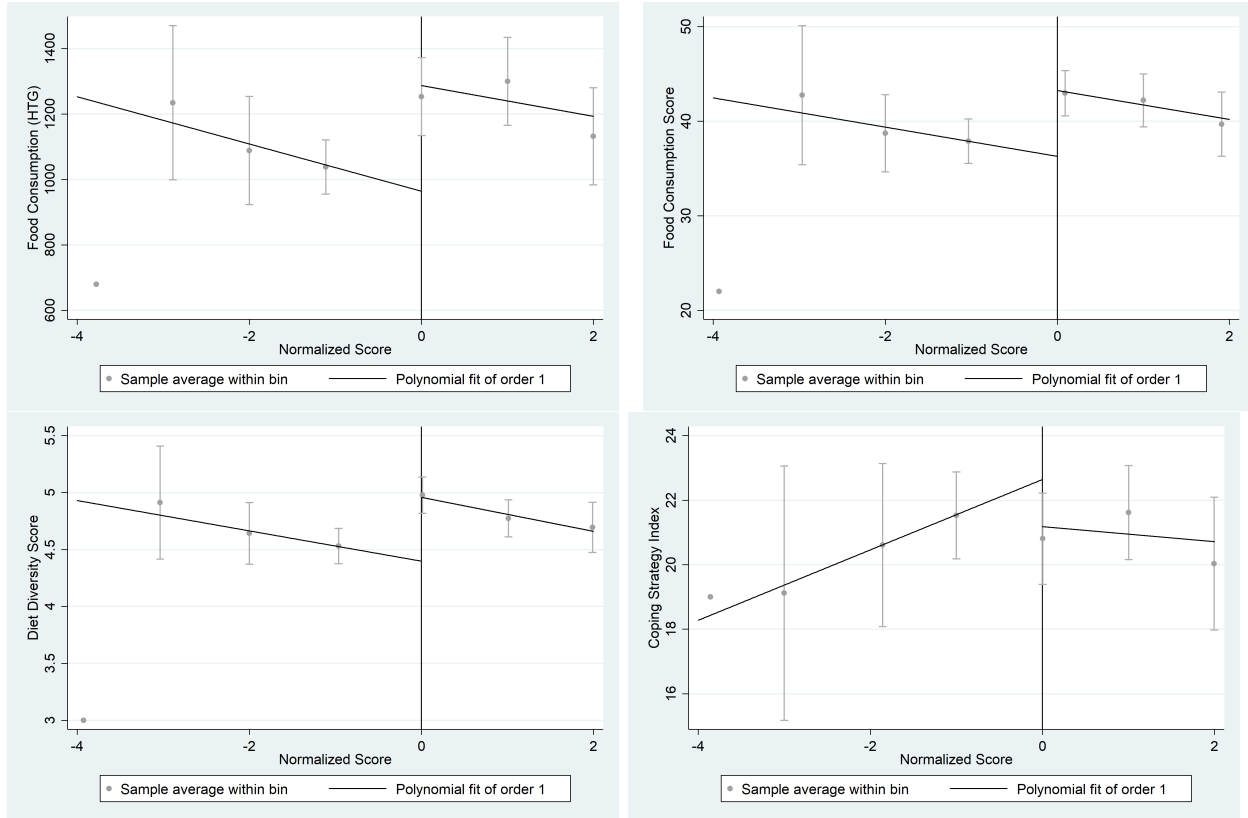 Food Consumption (HTG)
1400
1200
1000
800
600
-4 -2 0 2
Normalized Score
Sample average within bin Polynomial fit of order 1
Food Consumption Score
50
40
30
20
-4 -2 0 2
Normalized Score
Sample average within bin Polynomial fit of order 1
Diet Diversity Score
5.5
5
4.5
4
3.5
3
-4 -2 0 2
Normalized Score
Sample average within bin Polynomial fit of order 1
Coping Strategy Index
24
22
20
18
16
-4 -2 0 2
Normalized Score
Sample average within bin Polynomial fit of order 1